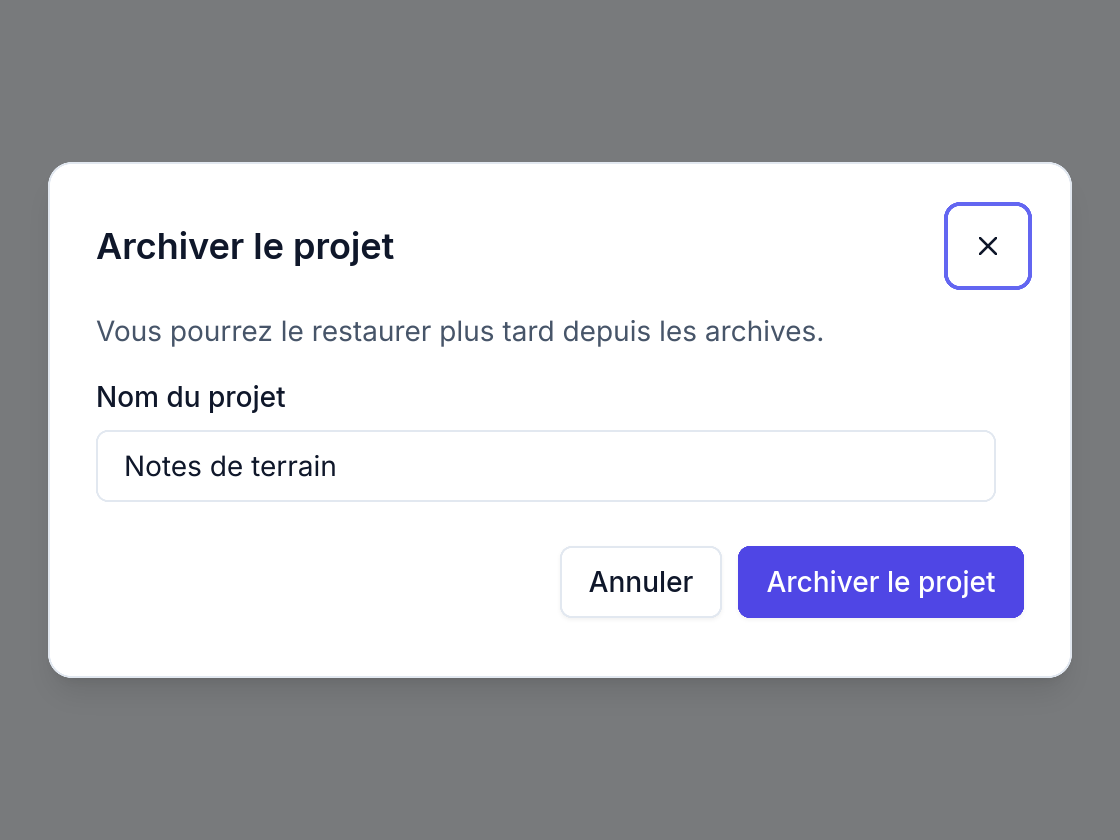 Archiver le projet
Vous pourrez le restaurer plus tard depuis les archives.
Nom du projet
Notes de terrain
Annuler
Archiver le projet